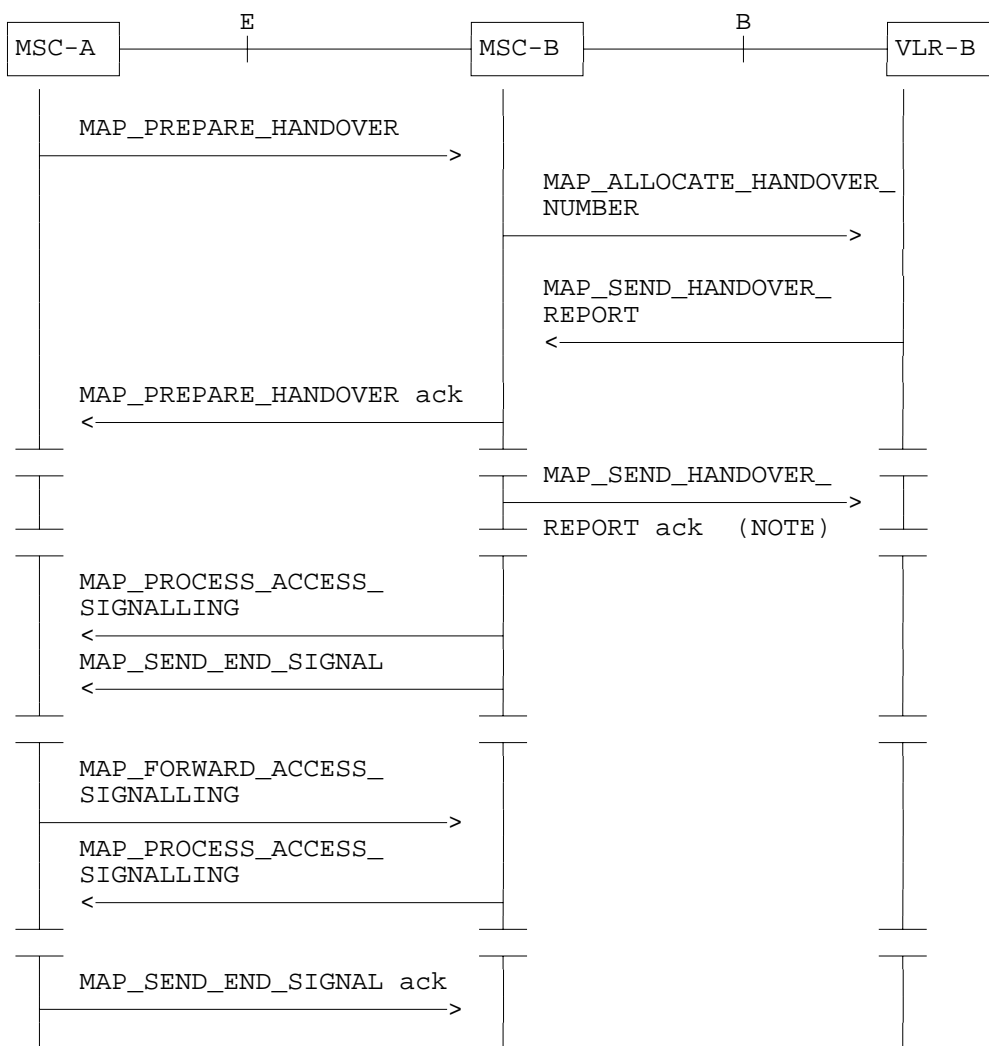 E
B
MSC-A
MSC-B
VLR-B
MAP_PREPARE_HANDOVER
>
MAP_ALLOCATE_HANDOVER_
NUMBER
>
MAP_SEND_HANDOVER_
REPORT
<
MAP_PREPARE_HANDOVER ack
<
MAP_SEND_HANDOVER_
>
REPORT ack (NOTE)
MAP_PROCESS_ACCESS_
SIGNALLING
<
MAP_SEND_END_SIGNAL
<
MAP_FORWARD_ACCESS_
SIGNALLING
>
MAP_PROCESS_ACCESS_
SIGNALLING
<
MAP_SEND_END_SIGNAL ack
>